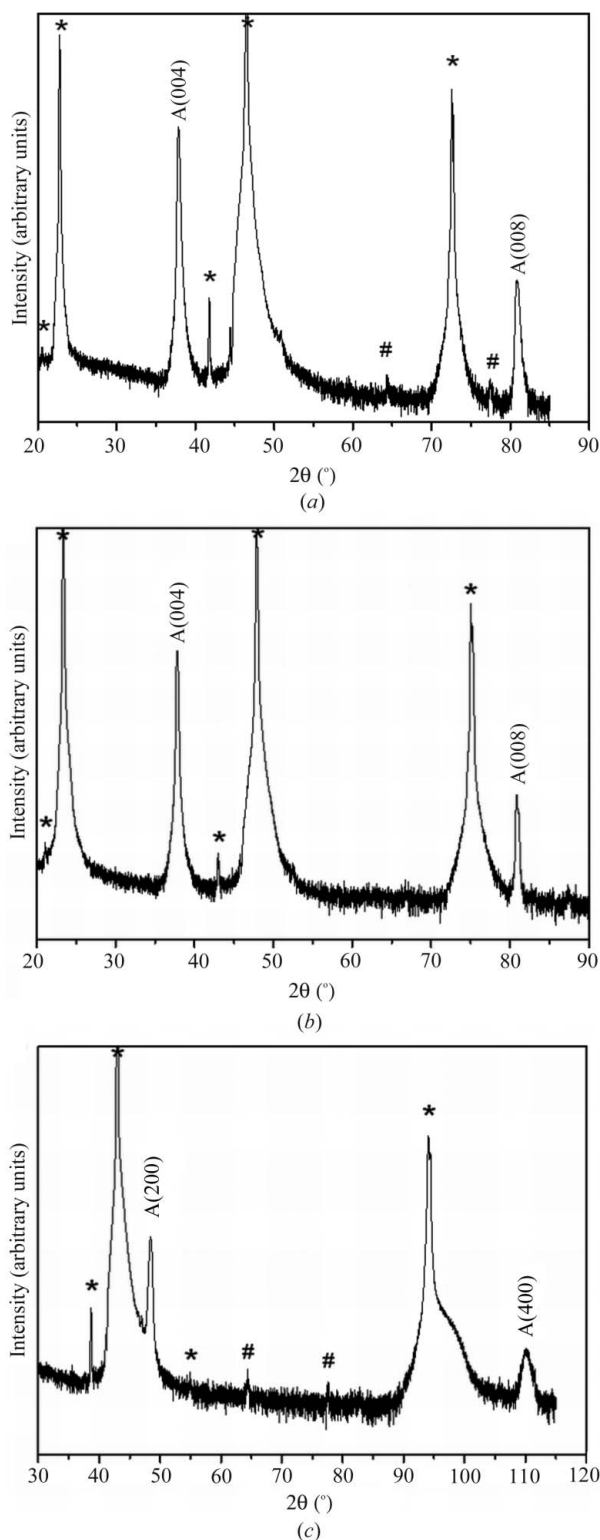 *
*
*
A(004)
*
*
#
#
A(008)
Intensity (arbitrary units)
20 30 40 50 60 70 80 90
2θ (°)
(a)
*
*
*
A(004)
*
*
A(008)
Intensity (arbitrary units)
20 30 40 50 60 70 80 90
2θ (°)
(b)
*
*
A(200)
*
*
#
#
A(400)
Intensity (arbitrary units)
30 40 50 60 70 80 90 100 110 120
2θ (°)
(c)